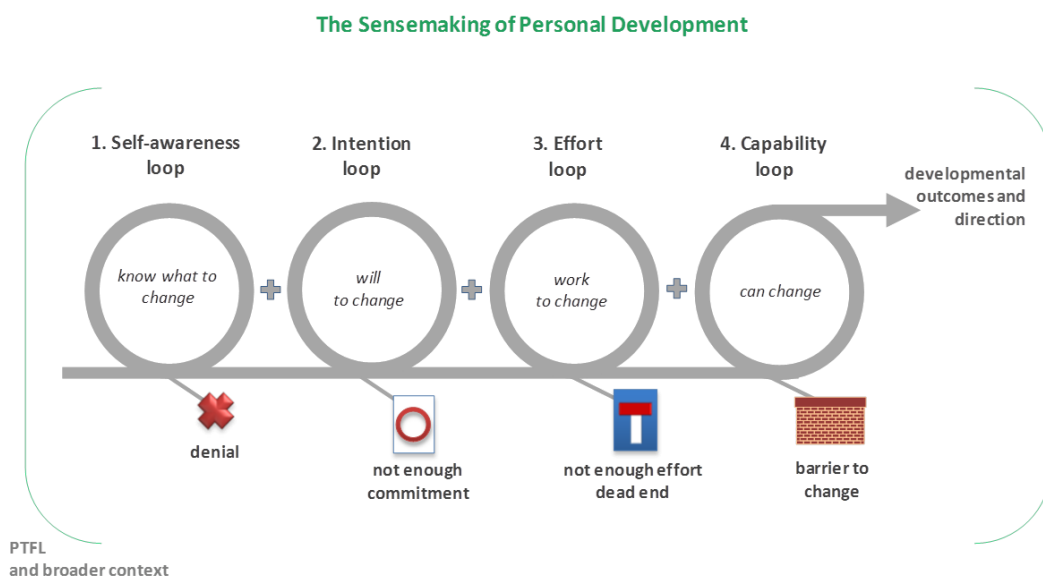 The Sensemaking of Personal Development
1. Self-awareness
loop
2. Intention
loop
3. Effort
loop
4. Capability
loop
developmental
outcomes and
direction
know what to
change
will
to change
work
to change
can change
denial
not enough
commitment
not enough effort
dead end
barrier to
change
PTFL
and broader context